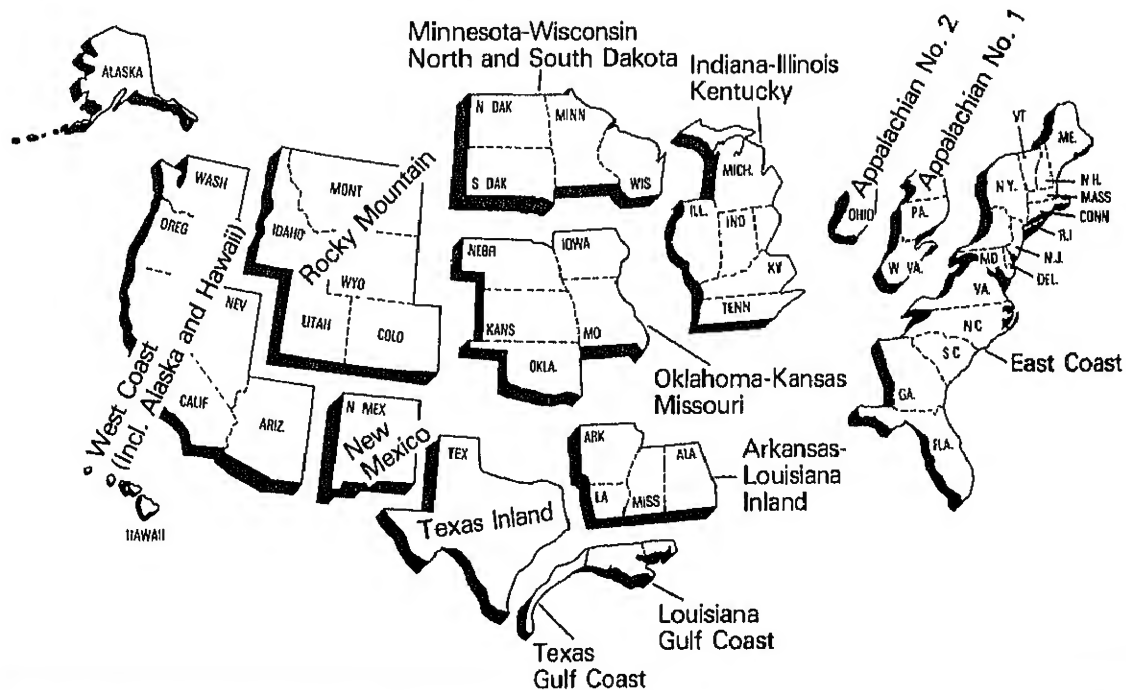 Minnesota-Wisconsin
North and South Dakota
Indiana-Illinois
Kentucky
Appalachian No. 2
Appalachian No. 1
ALASKA
WASH
OREG
NEV
CALIF
ARIZ.
West Coast
(Incl. Alaska and Hawaii)
HAWAII
MONT
IDAHO
WYO
UTAH
COLO
Rocky Mountain
N MEX
New
Mexico
N DAK
MINN
S DAK
WIS
NEBR
IOWA
KANS
MO
OKLA.
Oklahoma-Kansas
Missouri
TEX
Texas Inland
ARK
ALA
LA
MISS
Arkansas-
Louisiana
Inland
Louisiana
Gulf Coast
Texas
Gulf Coast
MICH.
ILL.
IND
KY
TENN
OHIO
PA.
W VA.
VT
ME.
N.Y.
N.H.
MASS
CONN
R.I
N.J.
MD
DEL.
VA.
N C
S C
GA.
FLA.
East Coast